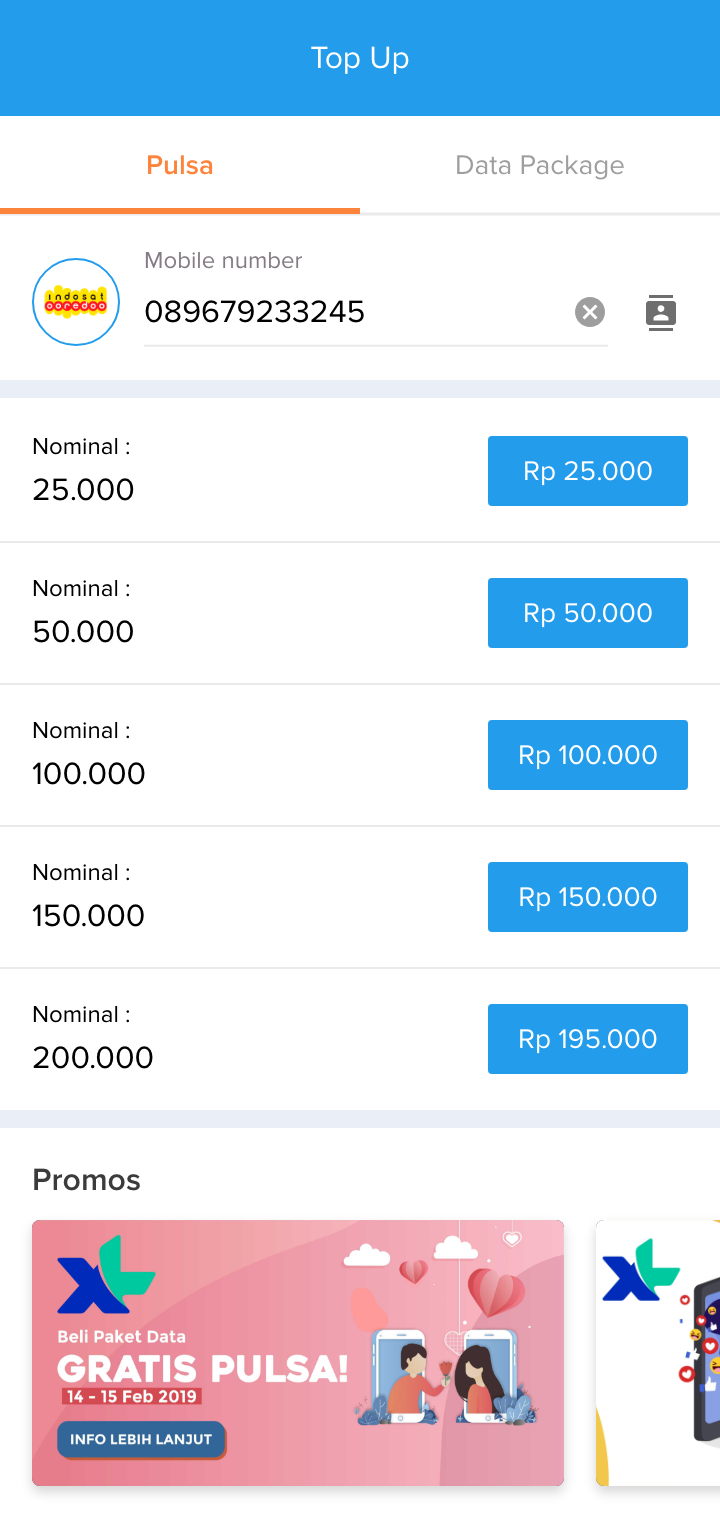 Top Up
Pulsa
Data Package
Mobile number
indosat
ooredoo
089679233245
Nominal :
25.000
Rp 25.000
Nominal :
50.000
Rp 50.000
Nominal :
100.000
Rp 100.000
Nominal :
150.000
Rp 150.000
Nominal :
200.000
Rp 195.000
Promos
XL
Beli Paket Data
GRATIS PULSA!
14 - 15 Feb 2019
INFO LEBIH LANJUT
XL